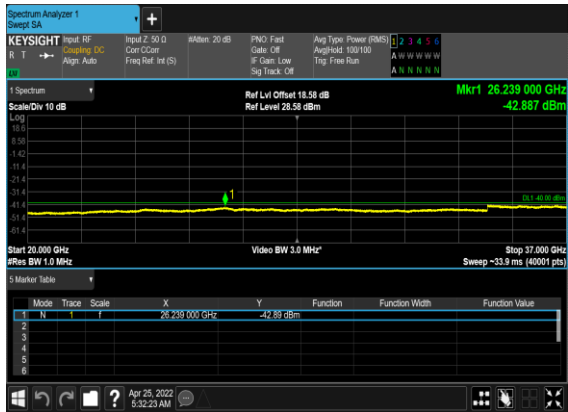 Spectrum Analyzer 1
Swept SA
+
KEYSIGHT Input: RF Input Z: 50 Ω #Atten: 20 dB PNO: Fast Avg Type: Power (RMS) 1 2 3 4 5 6
R T Coupling: DC Corr CCorr Gate: Off Avg|Hold: 100/100 A W W W W W
Align: Auto Freq Ref: Int (S) IF Gain: Low Trig: Free Run
LW Sig Track: Off A N N N N N
1 Spectrum Ref Lvl Offset 18.58 dB Mkr1 26.239 000 GHz
Scale/Div 10 dB Ref Level 28.58 dBm -42.887 dBm
Log
18.6
8.58
-1.42
-11.4
-21.4
-31.4
1
DL1 -40.00 dBm
-41.4
-51.4
-61.4
Start 20.000 GHz Video BW 3.0 MHz* Stop 37.000 GHz
#Res BW 1.0 MHz Sweep ~33.9 ms (40001 pts)
5 Marker Table
Mode Trace Scale X Y Function Function Width Function Value
1 N 1 f 26.239 000 GHz -42.89 dBm
2
3
4
5
6
? Apr 25, 2022
5:32:23 AM